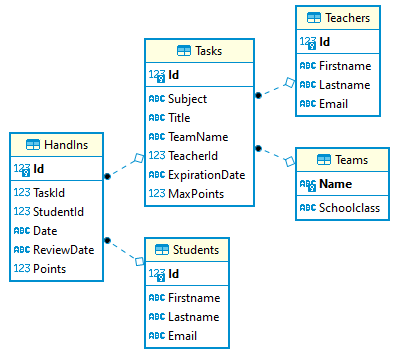 Teachers
123 Id
ABC Firstname
ABC Lastname
ABC Email
Tasks
123 Id
ABC Subject
ABC Title
ABC TeamName
123 TeacherId
ABC ExpirationDate
123 MaxPoints
Teams
ABC Name
ABC Schoolclass
HandIns
123 Id
123 TaskId
123 StudentId
ABC Date
ABC ReviewDate
123 Points
Students
123 Id
ABC Firstname
ABC Lastname
ABC Email